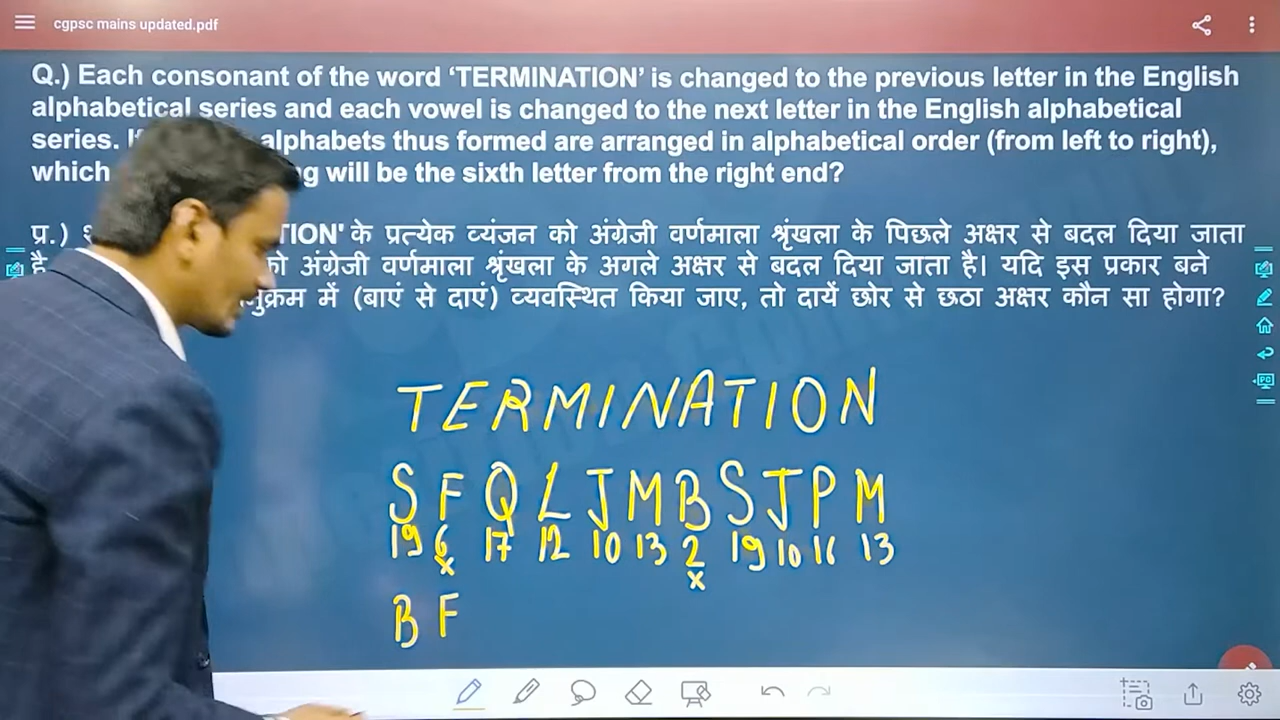 cgpsc mains updated.pdf
Q.) Each consonant of the word ‘TERMINATION’ is changed to the previous letter in the English
alphabetical series and each vowel is changed to the next letter in the English alphabetical
series. alphabets thus formed are arranged in alphabetical order (from left to right),
which will be the sixth letter from the right end?
प्र.) के प्रत्येक व्यंजन को अंग्रेजी वर्णमाला श्रृंखला के पिछले अक्षर से बदल दिया जाता
है को अंग्रेजी वर्णमाला श्रृंखला के अगले अक्षर से बदल दिया जाता है। यदि इस प्रकार बने
में (बाएं से दाएं) व्यवस्थित किया जाए, तो दायें छोर से छठा अक्षर कौन सा होगा?
TERMINATION
S F Q L J M B S J P M
19 6 17 12 10 13 2 19 10 16 13
x x
B F